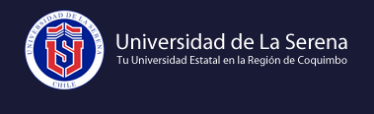 UNIVERSIDAD DE LA SERENA
CHILE
Universidad de La Serena
Tu Universidad Estatal en la Región de Coquimbo